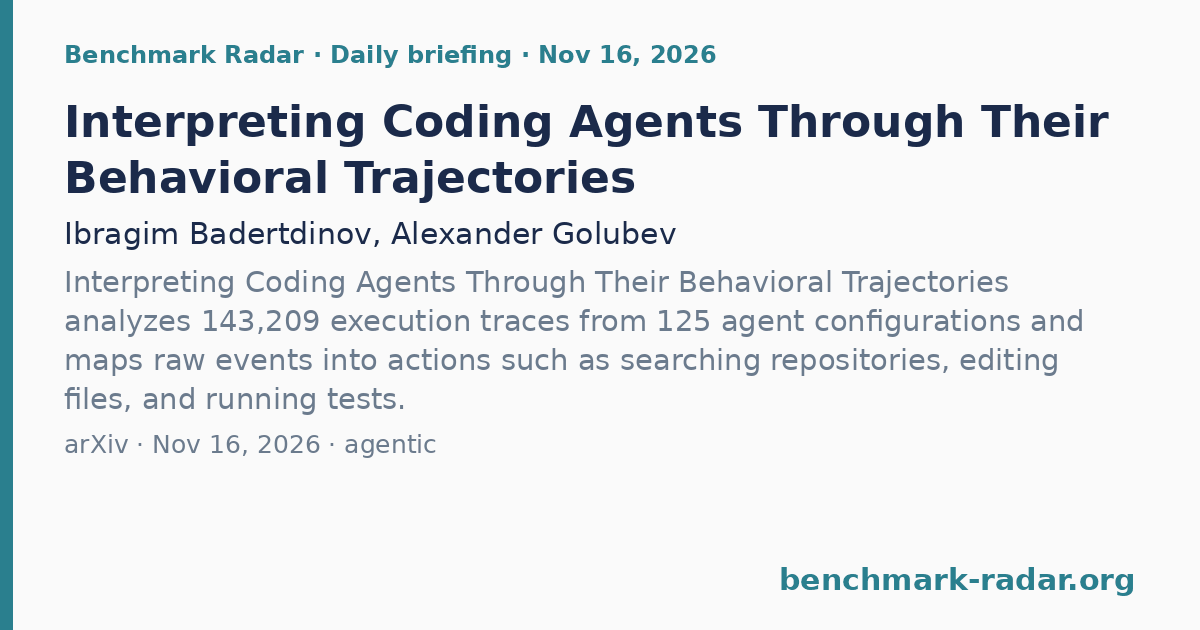 Benchmark Radar · Daily briefing · Nov 16, 2026
Interpreting Coding Agents Through Their
Behavioral Trajectories
Ibragim Badertdinov, Alexander Golubev
Interpreting Coding Agents Through Their Behavioral Trajectories
analyzes 143,209 execution traces from 125 agent configurations and
maps raw events into actions such as searching repositories, editing
files, and running tests.
arXiv · Nov 16, 2026 · agentic
benchmark-radar.org